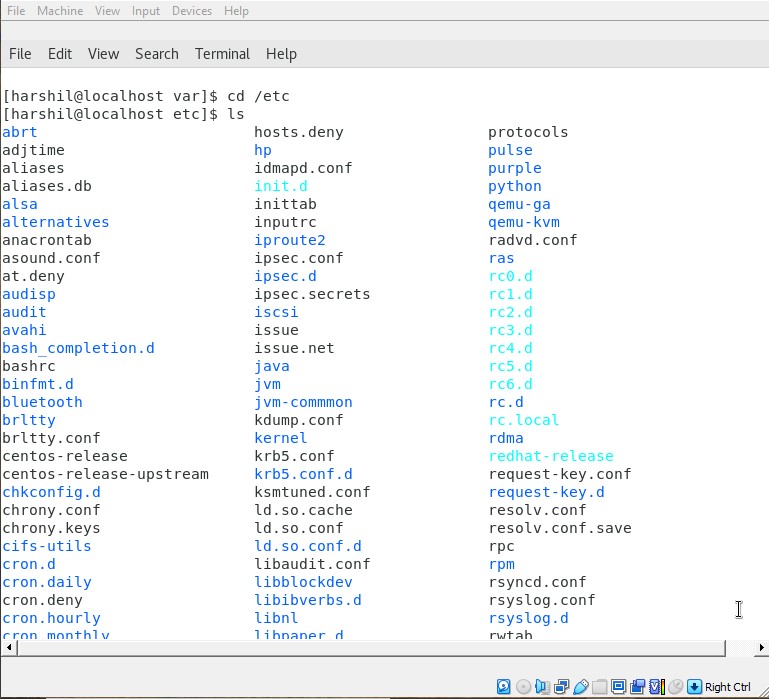 File Machine View Input Devices Help
File Edit View Search Terminal Help
[harshil@localhost var]$ cd /etc
[harshil@localhost etc]$ ls
abrt hosts.deny protocols
adjtime hp pulse
aliases idmapd.conf purple
aliases.db init.d python
alsa inittab qemu-ga
alternatives inputrc qemu-kvm
anacrontab iproute2 radvd.conf
asound.conf ipsec.conf ras
at.deny ipsec.d rc0.d
audisp ipsec.secrets rc1.d
audit iscsi rc2.d
avahi issue rc3.d
bash_completion.d issue.net rc4.d
bashrc java rc5.d
binfmt.d jvm rc6.d
bluetooth jvm-commmon rc.d
brltty kdump.conf rc.local
brltty.conf kernel rdma
centos-release krb5.conf redhat-release
centos-release-upstream krb5.conf.d request-key.conf
chkconfig.d ksmtuned.conf request-key.d
chrony.conf ld.so.cache resolv.conf
chrony.keys ld.so.conf resolv.conf.save
cifs-utils ld.so.conf.d rpc
cron.d libaudit.conf rpm
cron.daily libblockdev rsyncd.conf
cron.deny libibverbs.d rsyslog.conf
cron.hourly libnl rsyslog.d
cron.monthly libpaper.d rwtab
Right Ctrl